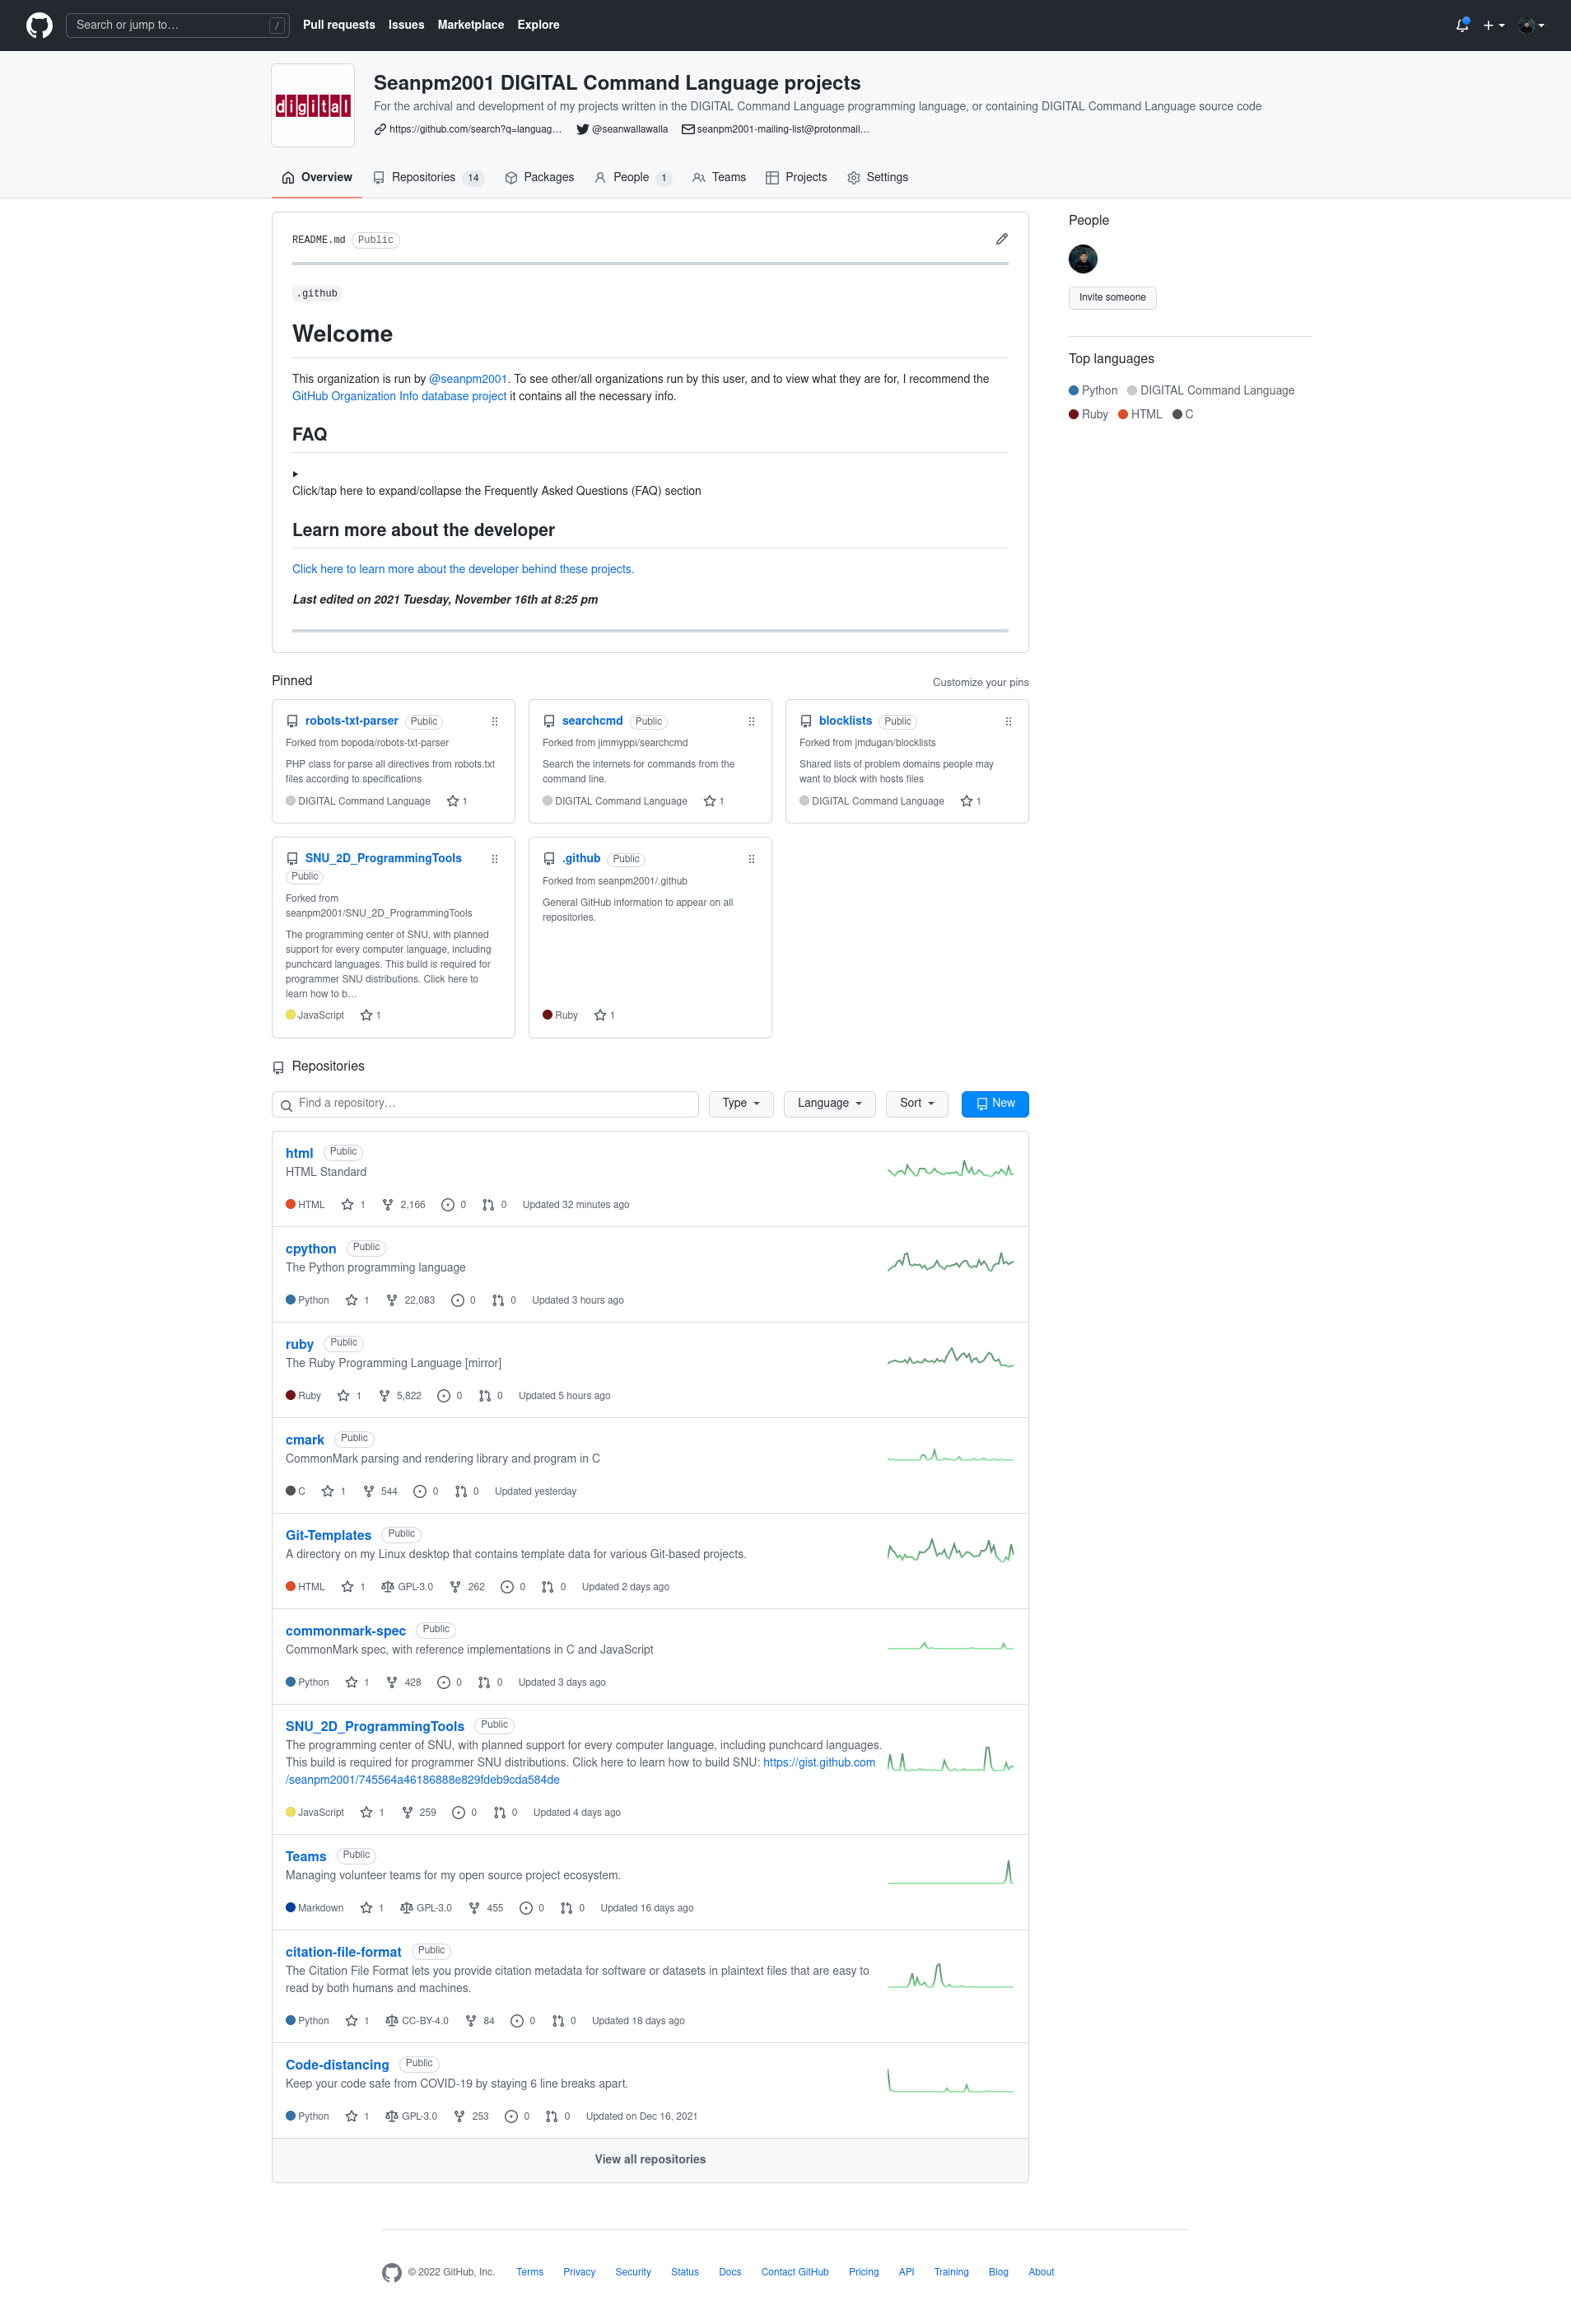 Search or jump to…
/
Pull requests
Issues
Marketplace
Explore
digital
Seanpm2001 DIGITAL Command Language projects
For the archival and development of my projects written in the DIGITAL Command Language programming language, or containing DIGITAL Command Language source code
https://github.com/search?q=languag… @seanwallawalla seanpm2001-mailing-list@protonmail…
Overview Repositories 14 Packages People 1 Teams Projects Settings
README.md Public
.github
Welcome
This organization is run by @seanpm2001. To see other/all organizations run by this user, and to view what they are for, I recommend the
GitHub Organization Info database project it contains all the necessary info.
FAQ
Click/tap here to expand/collapse the Frequently Asked Questions (FAQ) section
Learn more about the developer
Click here to learn more about the developer behind these projects.
Last edited on 2021 Tuesday, November 16th at 8:25 pm
People
Invite someone
Top languages
Python DIGITAL Command Language
Ruby HTML C
Pinned
Customize your pins
robots-txt-parser Public
Forked from bopoda/robots-txt-parser
PHP class for parse all directives from robots.txt
files according to specifications
DIGITAL Command Language 1
searchcmd Public
Forked from jimmyppi/searchcmd
Search the internets for commands from the
command line.
DIGITAL Command Language 1
blocklists Public
Forked from jmdugan/blocklists
Shared lists of problem domains people may
want to block with hosts files
DIGITAL Command Language 1
SNU_2D_ProgrammingTools
Public
Forked from
seanpm2001/SNU_2D_ProgrammingTools
The programming center of SNU, with planned
support for every computer language, including
punchcard languages. This build is required for
programmer SNU distributions. Click here to
learn how to b…
JavaScript 1
.github Public
Forked from seanpm2001/.github
General GitHub information to appear on all
repositories.
Ruby 1
Repositories
Find a repository…
Type
Language
Sort
New
html Public
HTML Standard
HTML 1 2,166 0 0 Updated 32 minutes ago
cpython Public
The Python programming language
Python 1 22,083 0 0 Updated 3 hours ago
ruby Public
The Ruby Programming Language [mirror]
Ruby 1 5,822 0 0 Updated 5 hours ago
cmark Public
CommonMark parsing and rendering library and program in C
C 1 544 0 0 Updated yesterday
Git-Templates Public
A directory on my Linux desktop that contains template data for various Git-based projects.
HTML 1 GPL-3.0 262 0 0 Updated 2 days ago
commonmark-spec Public
CommonMark spec, with reference implementations in C and JavaScript
Python 1 428 0 0 Updated 3 days ago
SNU_2D_ProgrammingTools Public
The programming center of SNU, with planned support for every computer language, including punchcard languages.
This build is required for programmer SNU distributions. Click here to learn how to build SNU: https://gist.github.com
/seanpm2001/745564a46186888e829fdeb9cda584de
JavaScript 1 259 0 0 Updated 4 days ago
Teams Public
Managing volunteer teams for my open source project ecosystem.
Markdown 1 GPL-3.0 455 0 0 Updated 16 days ago
citation-file-format Public
The Citation File Format lets you provide citation metadata for software or datasets in plaintext files that are easy to
read by both humans and machines.
Python 1 CC-BY-4.0 84 0 0 Updated 18 days ago
Code-distancing Public
Keep your code safe from COVID-19 by staying 6 line breaks apart.
Python 1 GPL-3.0 253 0 0 Updated on Dec 16, 2021
View all repositories
© 2022 GitHub, Inc. Terms Privacy Security Status Docs Contact GitHub Pricing API Training Blog About